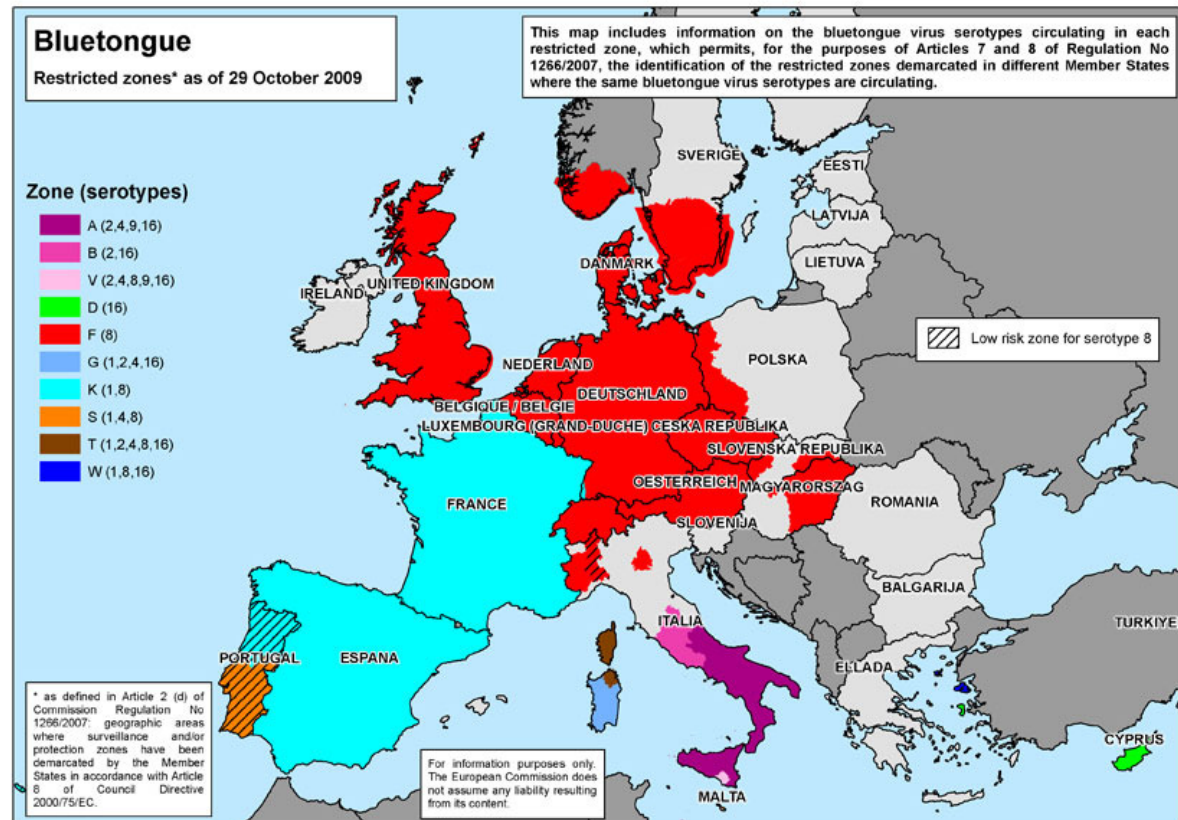 Bluetongue
Restricted zones* as of 29 October 2009
This map includes information on the bluetongue virus serotypes circulating in each
restricted zone, which permits, for the purposes of Articles 7 and 8 of Regulation No
1266/2007, the identification of the restricted zones demarcated in different Member States
where the same bluetongue virus serotypes are circulating.
Zone (serotypes)
A (2,4,9,16)
B (2,16)
V (2,4,8,9,16)
D (16)
F (8)
G (1,2,4,16)
K (1,8)
S (1,4,8)
T (1,2,4,8,16)
W (1,8,16)
SVERIGE
EESTI
LATVIJA
LIETUVA
DANMARK
IRELAND
UNITED KINGDOM
Low risk zone for serotype 8
POLSKA
NEDERLAND
DEUTSCHLAND
BELGIQUE / BELGIE
LUXEMBOURG (GRAND-DUCHE)
CESKA REPUBLIKA
SLOVENSKA REPUBLIKA
OESTERREICH
MAGYARORSZAG
FRANCE
ROMANIA
SLOVENIJA
BALGARIJA
ITALIA
TURKIYE
PORTUGAL
ESPANA
ELLADA
CYPRUS
MALTA
* as defined in Article 2 (d) of
Commission Regulation No
1266/2007: geographic areas
where surveillance and/or
protection zones have been
demarcated by the Member
States in accordance with Article
8 of Council Directive
2000/75/EC.
For information purposes only.
The European Commission does
not assume any liability resulting
from its content.